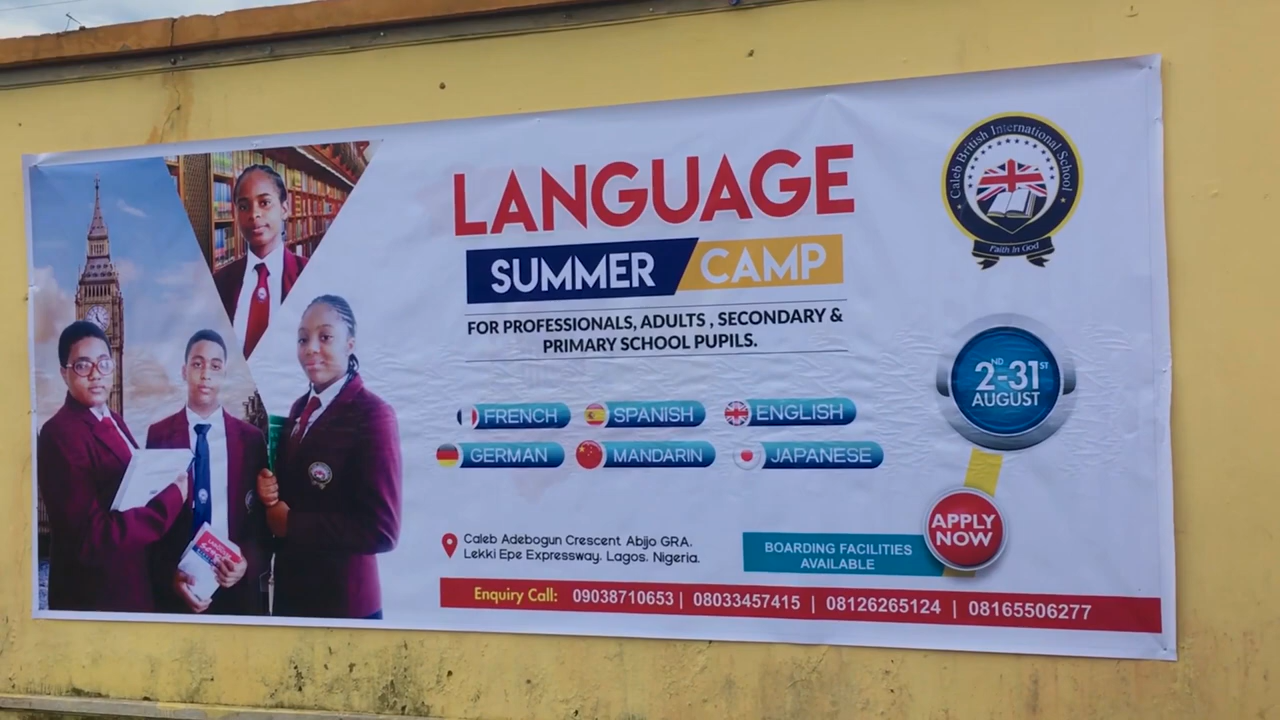 LANGUAGE
SUMMER CAMP
FOR PROFESSIONALS, ADULTS , SECONDARY &
PRIMARY SCHOOL PUPILS.
FRENCH SPANISH ENGLISH
GERMAN MANDARIN JAPANESE
Caleb Adebogun Crescent Abijo GRA.
Lekki Epe Expressway. Lagos. Nigeria.
Caleb British International School
Faith In God
2ND-31ST
AUGUST
APPLY
NOW
BOARDING FACILITIES
AVAILABLE
Enquiry Call: 09038710653 | 08033457415 | 08126265124 | 08165506277